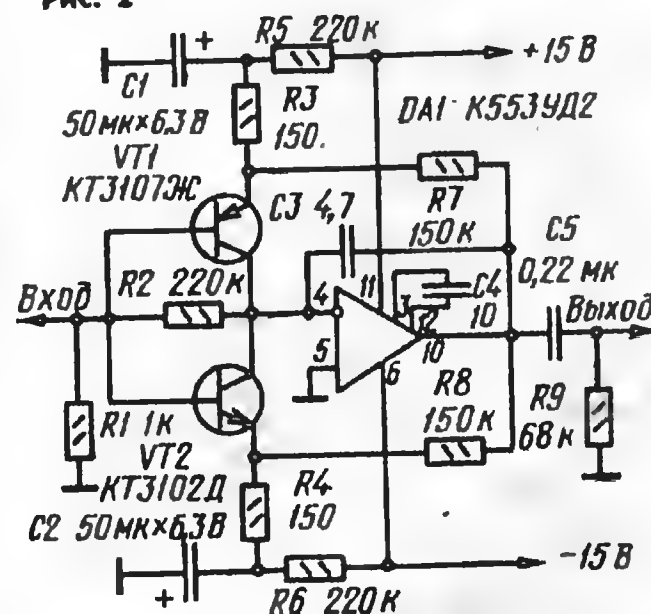 Рис. 2
R5 220к
+15 В
C1
+
50мк×6,3В
R3
150.
DA1 К553УД2
VT1
КТ3107Ж
C3 4,7
R7
150к
C5
0,22 мк
Вход
R2 220к
4
11
3
C4
10
12
Выход
5
10
6
R8
150к
R9
68к
R1 1к
VT2
КТ3102Д
R4
150
C2 50мк×6,3В
+
R6 220к
-15 В